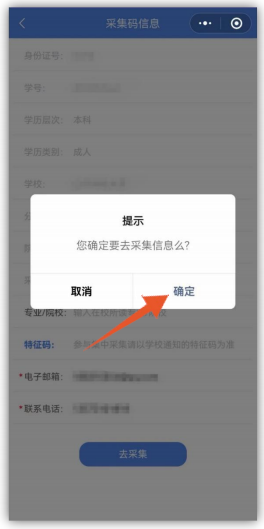 采集码信息
身份证号:
学号:
学历层次: 本科
学历类别: 成人
学校:
提示
您确定要去采集信息么?
取消
确定
专业/院校:
特征码:
*电子邮箱:
*联系电话:
去采集